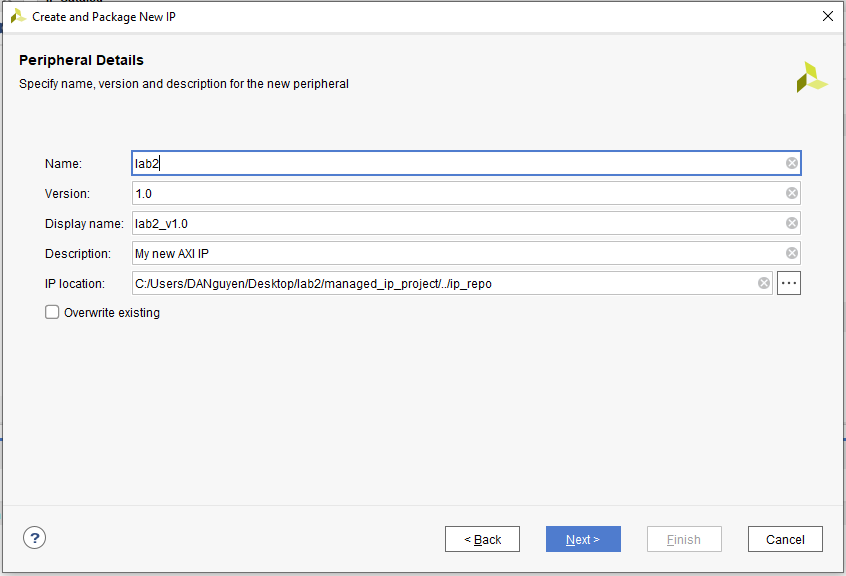 Create and Package New IP
Peripheral Details
Specify name, version and description for the new peripheral
Name: lab2
Version: 1.0
Display name: lab2_v1.0
Description: My new AXI IP
IP location: C:/Users/DANguyen/Desktop/lab2/managed_ip_project/../ip_repo ...
Overwrite existing
? < Back Next > Finish Cancel